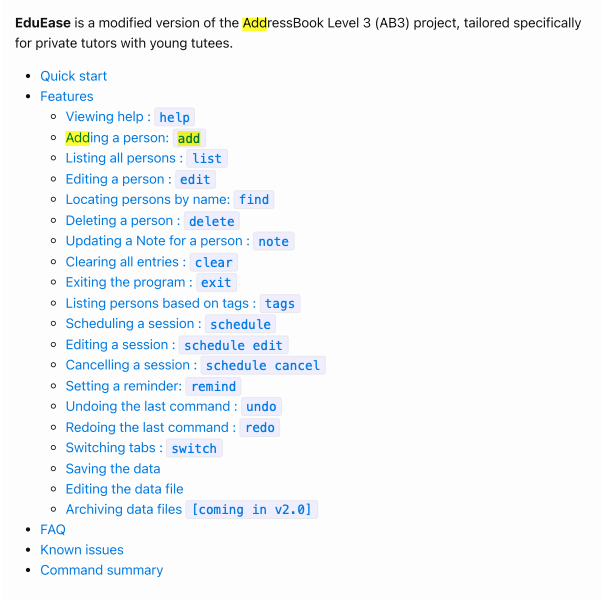 EduEase is a modified version of the AddressBook Level 3 (AB3) project, tailored specifically
for private tutors with young tutees.
Quick start
Features
Viewing help : help
Adding a person: add
Listing all persons : list
Editing a person : edit
Locating persons by name: find
Deleting a person : delete
Updating a Note for a person : note
Clearing all entries : clear
Exiting the program : exit
Listing persons based on tags : tags
Scheduling a session : schedule
Editing a session : schedule edit
Cancelling a session : schedule cancel
Setting a reminder: remind
Undoing the last command : undo
Redoing the last command : redo
Switching tabs : switch
Saving the data
Editing the data file
Archiving data files [coming in v2.0]
FAQ
Known issues
Command summary